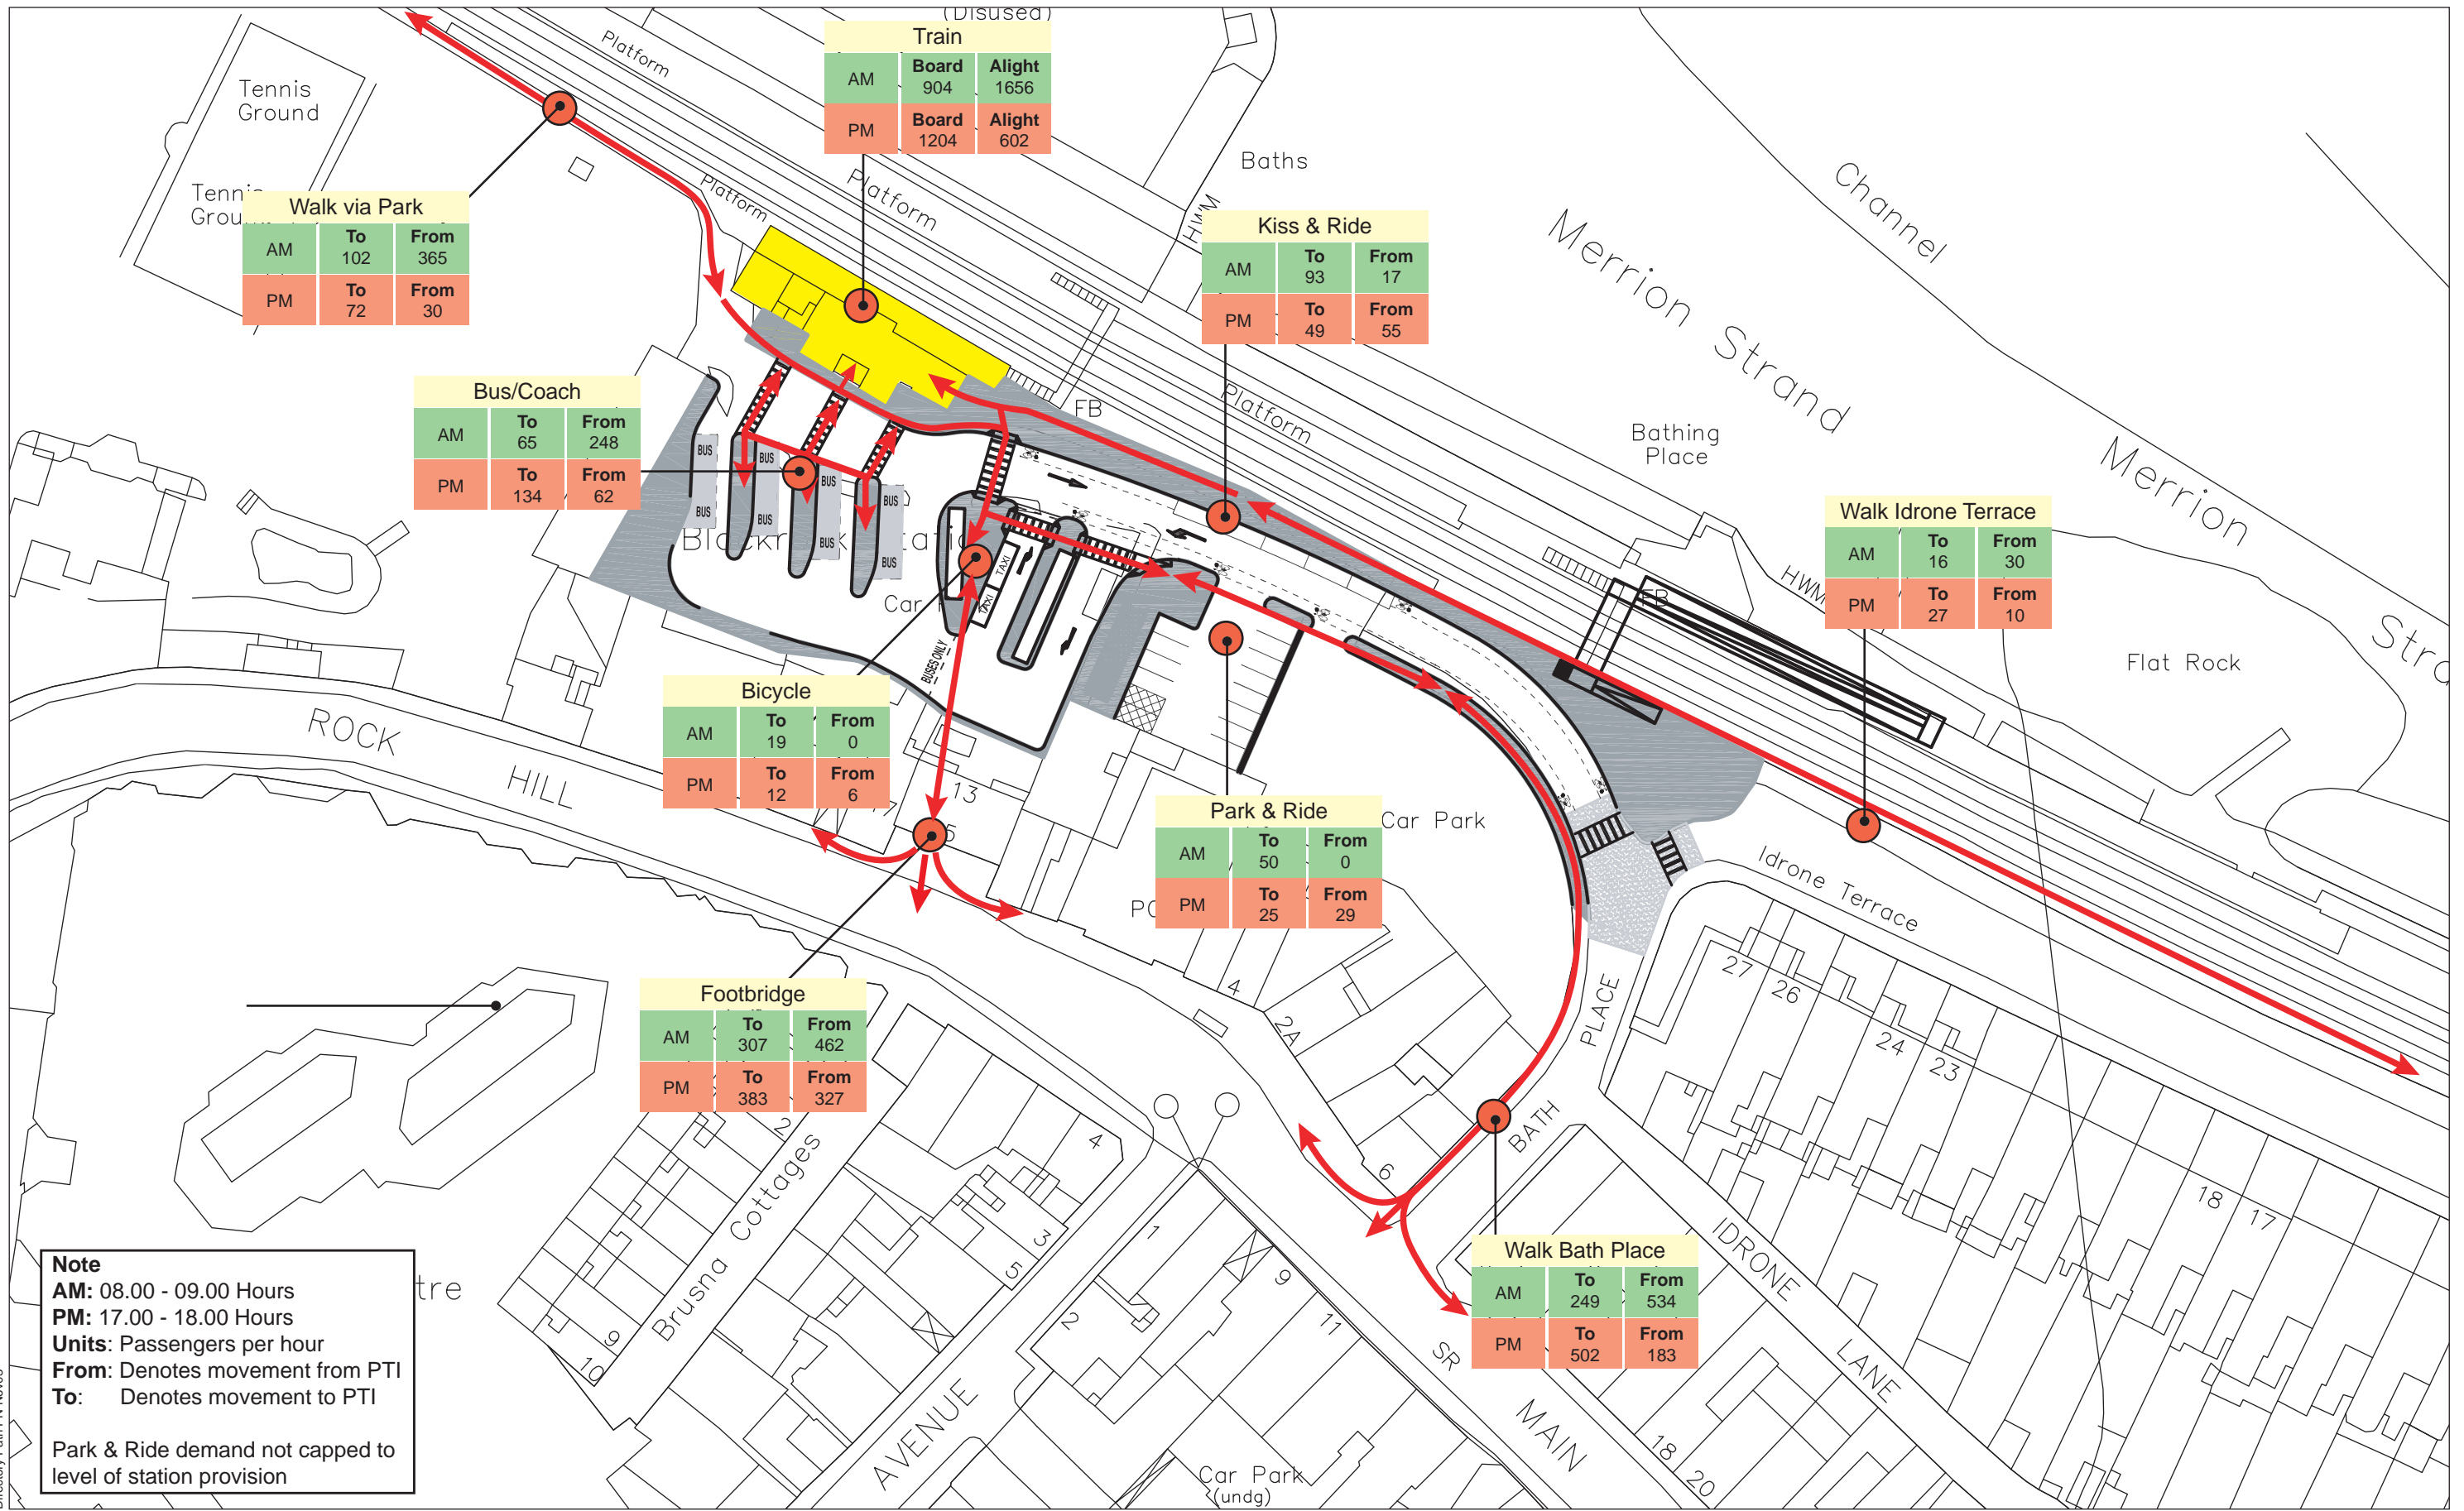 (Disused)
Platform
Train
AM Board 904 Alight 1656
PM Board 1204 Alight 602
Tennis
Ground
Baths
Channel
Platform
Platform
HWM
Walk via Park
AM To 102 From 365
PM To 72 From 30
Kiss & Ride
AM To 93 From 17
PM To 49 From 55
Merrion Strand
Bus/Coach
AM To 65 From 248
PM To 134 From 62
FB
Platform
Bathing
Place
Merrion
BUS
BUS
BUS
BUS
BUS
BUS
BUS
BUS
Walk Idrone Terrace
AM To 16 From 30
PM To 27 From 10
TAXI
TAXI
HWM
FB
Flat Rock
BUSES ONLY
Bicycle
AM To 19 From 0
PM To 12 From 6
ROCK
HILL
13
Park & Ride
AM To 50 From 0
PM To 25 From 29
Car Park
Idrone Terrace
Footbridge
AM To 307 From 462
PM To 383 From 327
4
2A
PLACE
27
26
24
23
BATH
6
2
4
3
5
Brusna Cottages
9
10
1
2
9
11
18
17
IDRONE
LANE
Walk Bath Place
AM To 249 From 534
PM To 502 From 183
SR
MAIN
18
20
AVENUE
Car Park
(undg)
Note
AM: 08.00 - 09.00 Hours
PM: 17.00 - 18.00 Hours
Units: Passengers per hour
From: Denotes movement from PTI
To: Denotes movement to PTI
Park & Ride demand not capped to
level of station provision